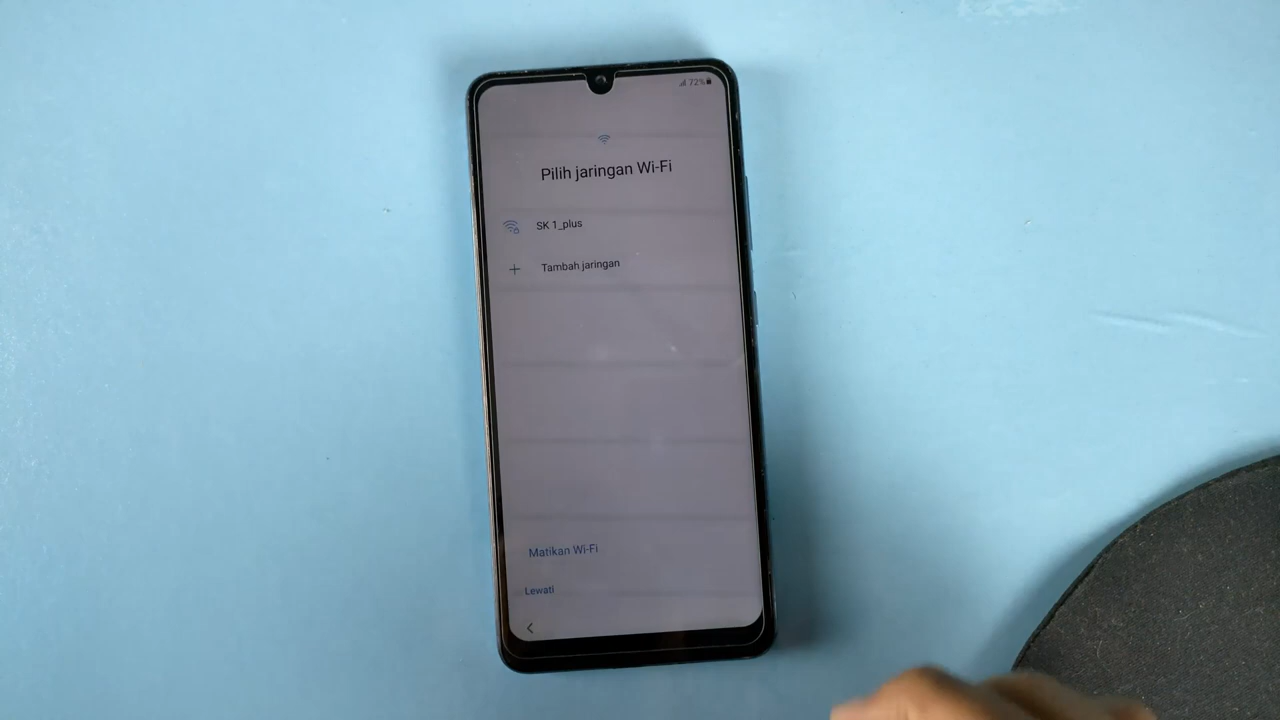 72%
Pilih jaringan Wi-Fi
SK 1_plus
Tambah jaringan
Matikan Wi-Fi
Lewati